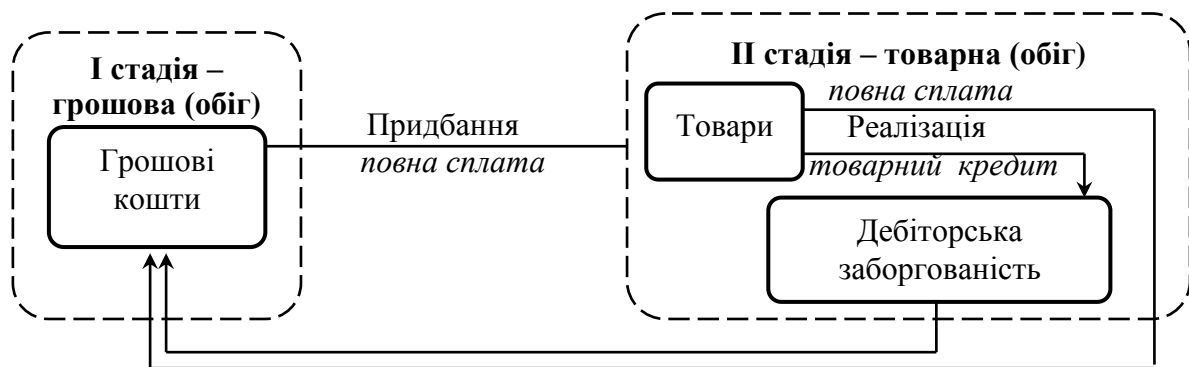 І стадія –
грошова (обіг)
Грошові
кошти
Придбання
повна сплата
ІІ стадія – товарна (обіг)
повна сплата
Товари
Реалізація
товарний кредит
Дебіторська
заборгованість